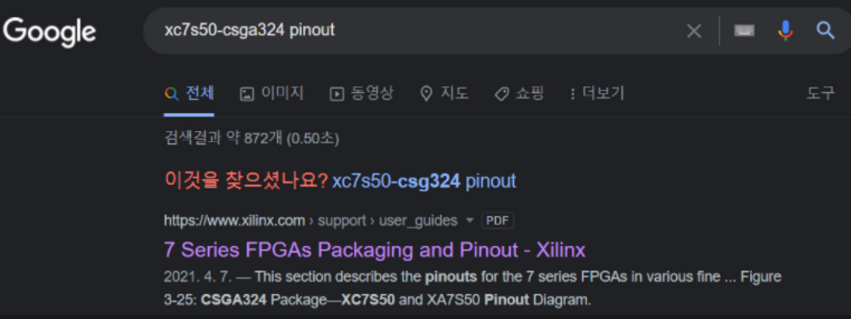 Google
xc7s50-csga324 pinout
전체 이미지 동영상 지도 쇼핑 더보기 도구
검색결과 약 872개 (0.50초)
이것을 찾으셨나요? xc7s50-csg324 pinout
https://www.xilinx.com › support › user_guides PDF
7 Series FPGAs Packaging and Pinout - Xilinx
2021. 4. 7. — This section describes the pinouts for the 7 series FPGAs in various fine ... Figure
3-25: CSGA324 Package—XC7S50 and XA7S50 Pinout Diagram.